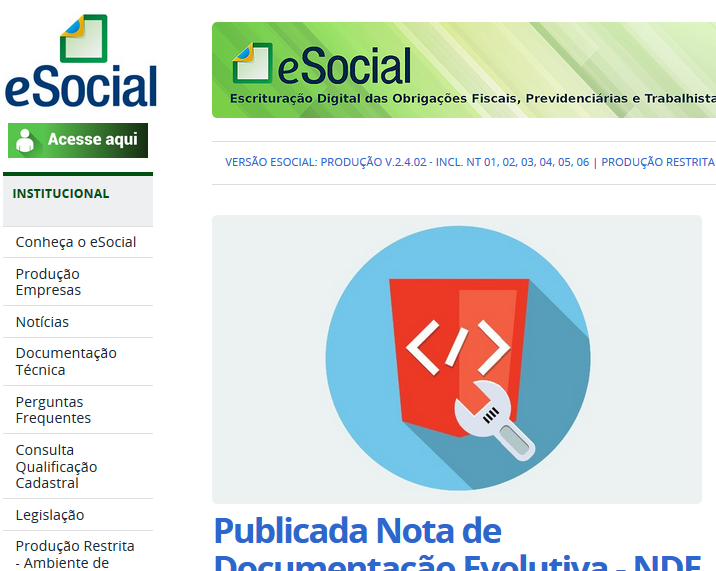 eSocial
Acesse aqui
INSTITUCIONAL
Conheça o eSocial
Produção
Empresas
Notícias
Documentação
Técnica
Perguntas
Frequentes
Consulta
Qualificação
Cadastral
Legislação
Produção Restrita
- Ambiente de
eSocial
Escrituração Digital das Obrigações Fiscais, Previdenciárias e Trabalhista
VERSÃO ESOCIAL: PRODUÇÃO V.2.4.02 - INCL. NT 01, 02, 03, 04, 05, 06 | PRODUÇÃO RESTRITA
</>
Publicada Nota de
Documentação Evolutiva - NDE